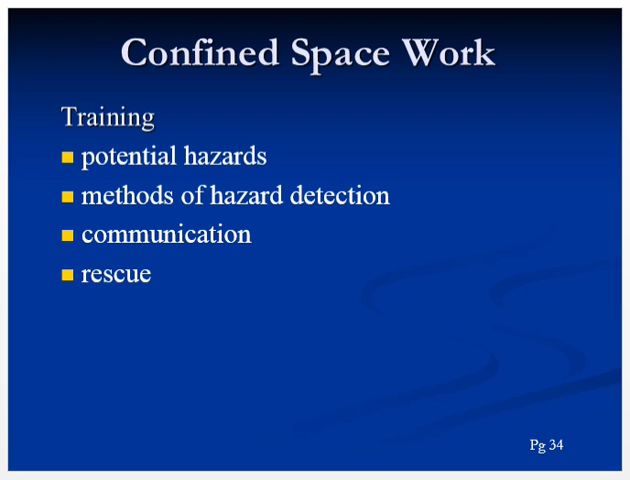 Confined Space Work
Training
potential hazards
methods of hazard detection
communication
rescue
Pg 34